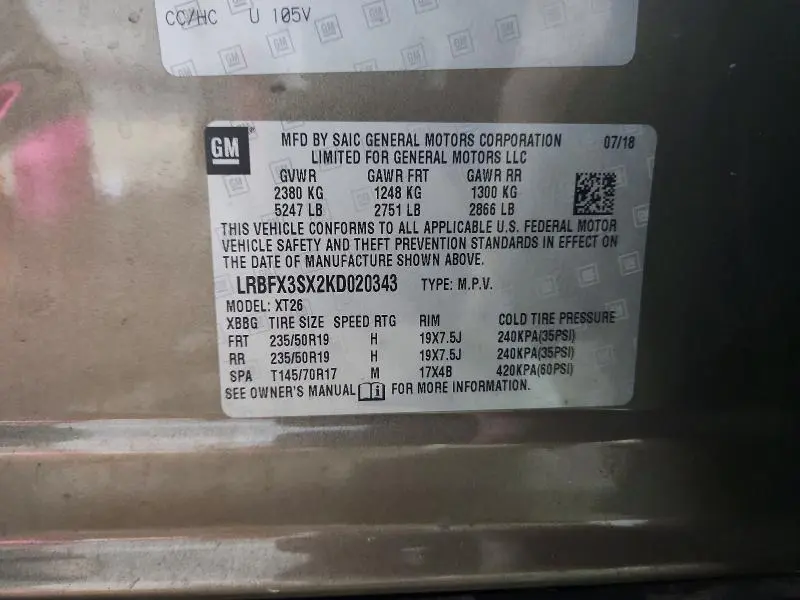 CC/HC U 105V
GM
MFD BY SAIC GENERAL MOTORS CORPORATION 07/18
LIMITED FOR GENERAL MOTORS LLC
GVWR GAWR FRT GAWR RR
2380 KG 1248 KG 1300 KG
5247 LB 2751 LB 2866 LB
THIS VEHICLE CONFORMS TO ALL APPLICABLE U.S. FEDERAL MOTOR
VEHICLE SAFETY AND THEFT PREVENTION STANDARDS IN EFFECT ON
THE DATE OF MANUFACTURE SHOWN ABOVE.
LRBFX3SX2KD020343 TYPE: M.P.V.
MODEL: XT26
XBBG TIRE SIZE SPEED RTG RIM COLD TIRE PRESSURE
FRT 235/50R19 H 19X7.5J 240KPA(35PSI)
RR 235/50R19 H 19X7.5J 240KPA(35PSI)
SPA T145/70R17 M 17X4B 420KPA(60PSI)
SEE OWNER'S MANUAL i FOR MORE INFORMATION.